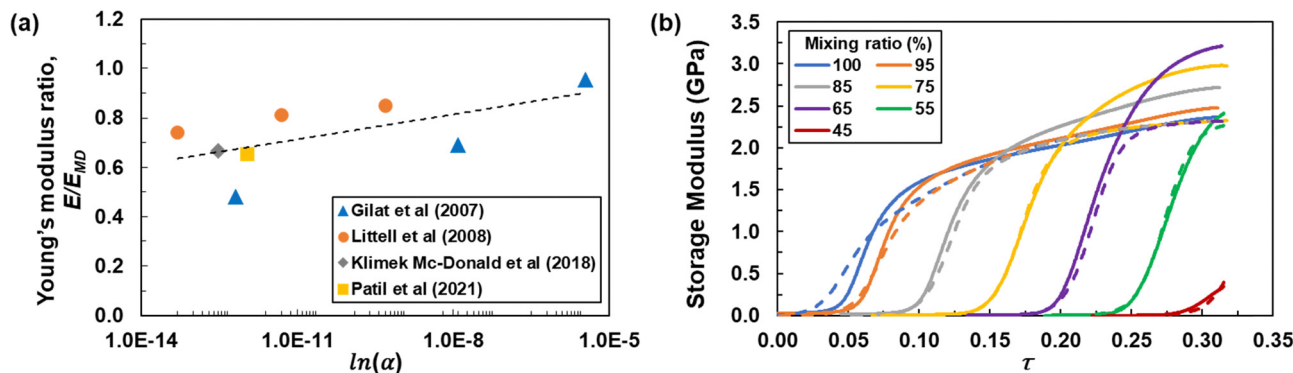 (a)
Young's modulus ratio,
E/E_MD
1.2
1.0
0.8
0.6
0.4
0.2
0.0
Gilat et al (2007)
Littell et al (2008)
Klimek Mc-Donald et al (2018)
Patil et al (2021)
1.0E-14 1.0E-11 1.0E-8 1.0E-5
ln(α)
(b)
Storage Modulus (GPa)
3.5
3.0
2.5
2.0
1.5
1.0
0.5
0.0
Mixing ratio (%)
100 95
85 75
65 55
45
0.00 0.05 0.10 0.15 0.20 0.25 0.30 0.35
τ